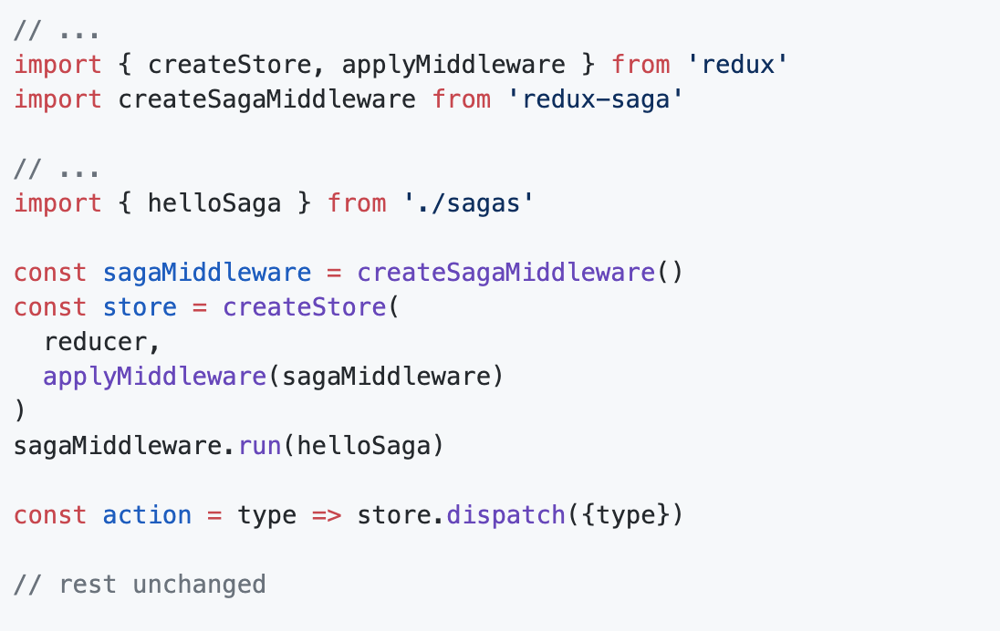 // ...
import { createStore, applyMiddleware } from 'redux'
import createSagaMiddleware from 'redux-saga'

// ...
import { helloSaga } from './sagas'

const sagaMiddleware = createSagaMiddleware()
const store = createStore(
  reducer,
  applyMiddleware(sagaMiddleware)
)
sagaMiddleware.run(helloSaga)

const action = type => store.dispatch({type})

// rest unchanged